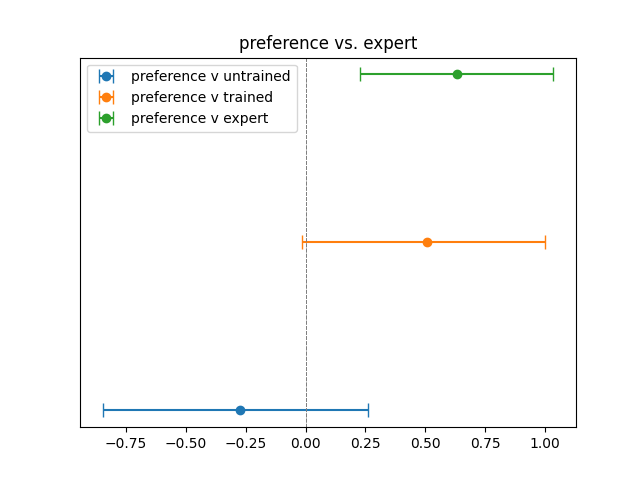 preference vs. expert
preference v untrained
preference v trained
preference v expert
−0.75 −0.50 −0.25 0.00 0.25 0.50 0.75 1.00